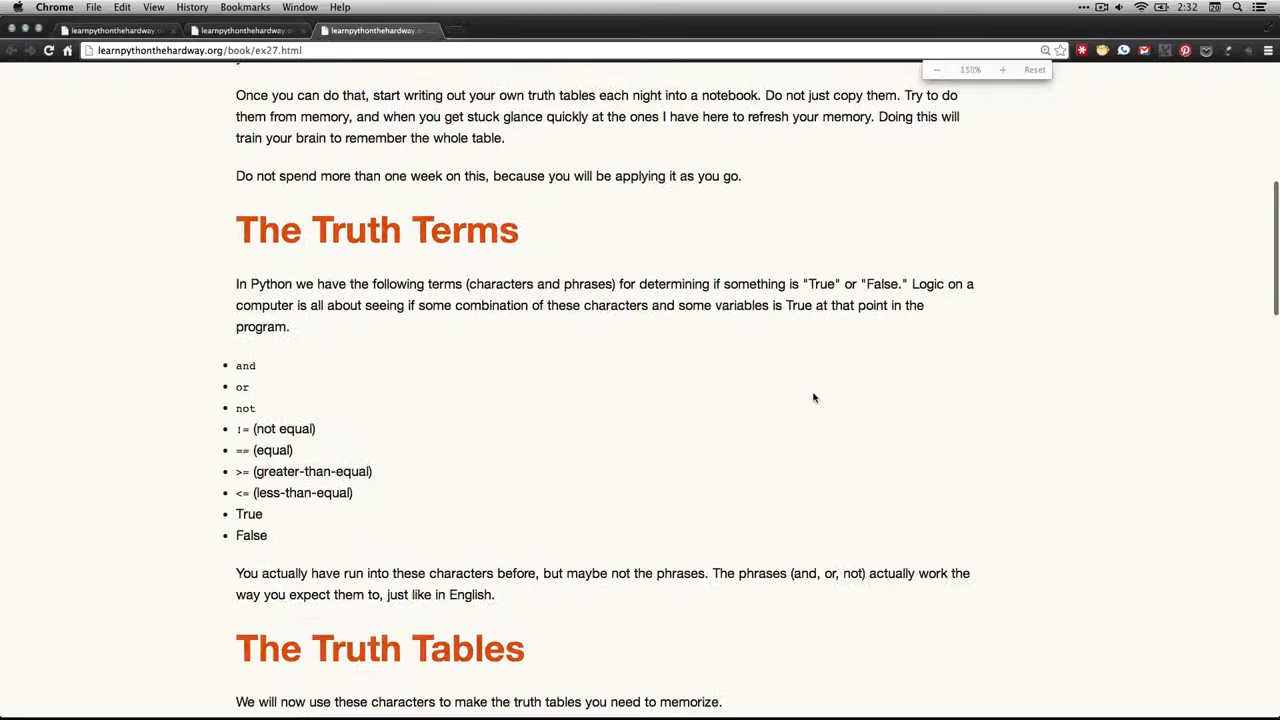 Chrome File Edit View History Bookmarks Window Help 2:32
learnpythonthehardway.org learnpythonthehardway.org learnpythonthehardway.org
learnpythonthehardway.org/book/ex27.html
Reset
Once you can do that, start writing out your own truth tables each night into a notebook. Do not just copy them. Try to do
them from memory, and when you get stuck glance quickly at the ones I have here to refresh your memory. Doing this will
train your brain to remember the whole table.
Do not spend more than one week on this, because you will be applying it as you go.
The Truth Terms
In Python we have the following terms (characters and phrases) for determining if something is "True" or "False." Logic on a
computer is all about seeing if some combination of these characters and some variables is True at that point in the
program.
• and
• or
• not
• != (not equal)
• == (equal)
• >= (greater-than-equal)
• <= (less-than-equal)
• True
• False
You actually have run into these characters before, but maybe not the phrases. The phrases (and, or, not) actually work the
way you expect them to, just like in English.
The Truth Tables
We will now use these characters to make the truth tables you need to memorize.